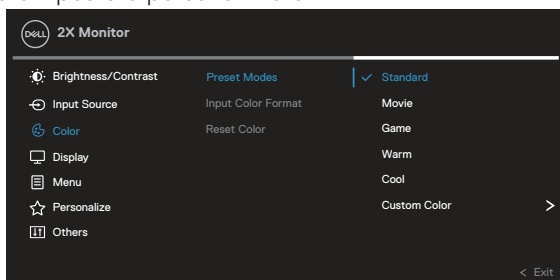 DELL 2X Monitor
Brightness/Contrast Preset Modes Standard
Input Source Input Color Format Movie
Color Reset Color Game
Display Warm
Menu Cool
Personalize Custom Color >
Others
< Exit